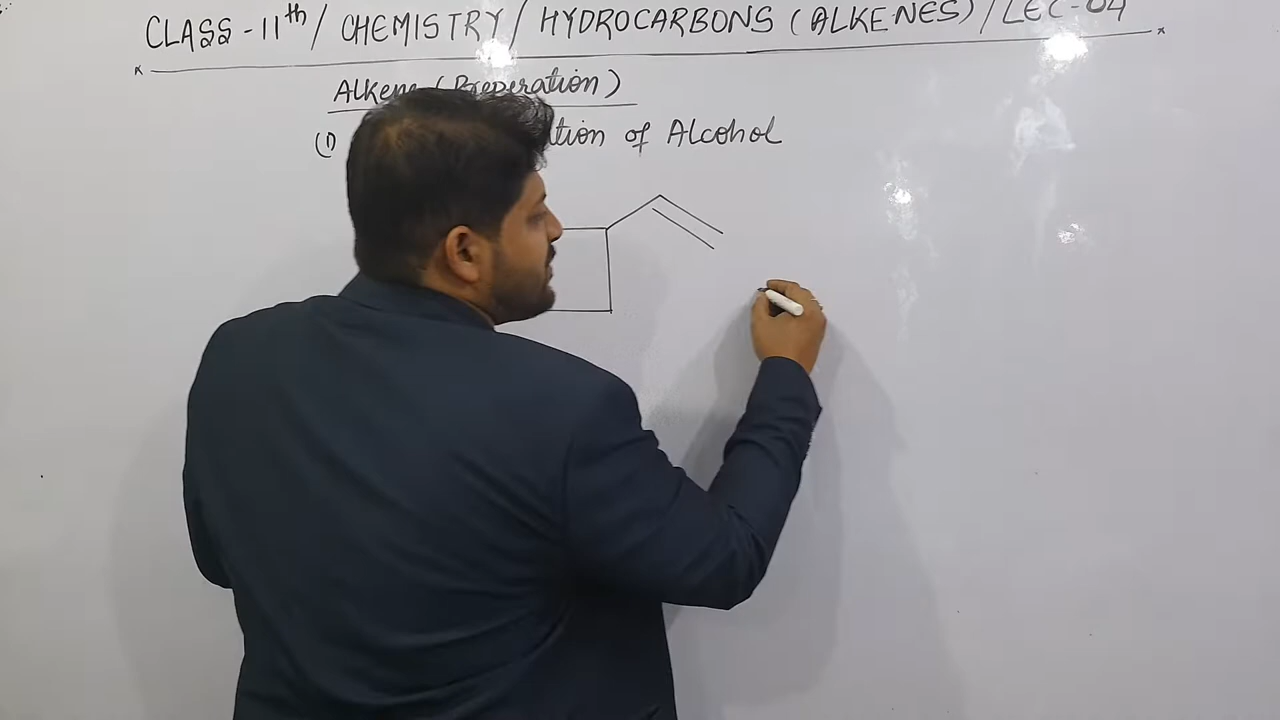 CLASS - 11th / CHEMISTRY / HYDROCARBONS (ALKENES) / LEC-04
Alkene (Preperation)
(1) tion of Alcohol